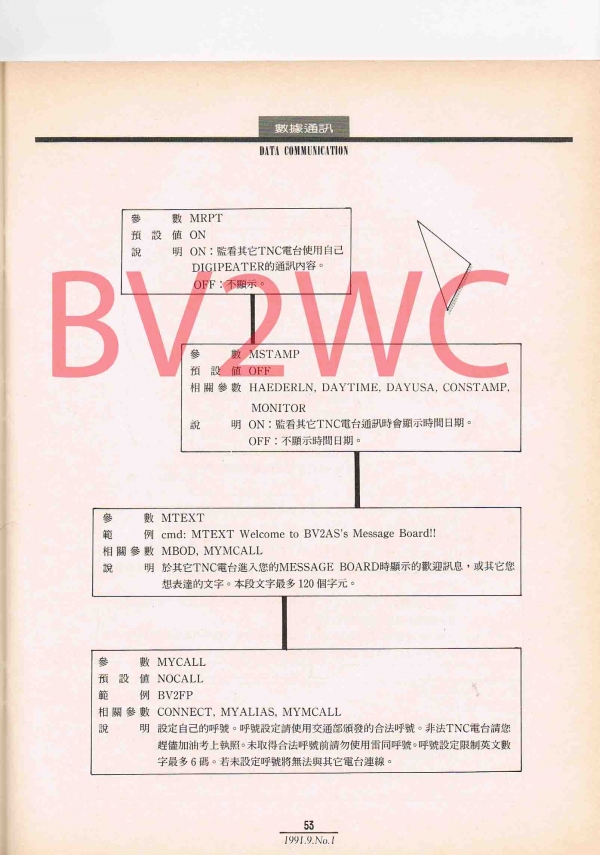 數據通訊
DATA COMMUNICATION
參數 MRPT
預設值 ON
說明 ON：監看其它TNC電台使用自己
DIGIPEATER的通訊內容。
OFF：不顯示。
BV2WC
參數 MSTAMP
預設值 OFF
相關參數 HAEDERLN, DAYTIME, DAYUSA, CONSTAMP,
MONITOR
說明 ON：監看其它TNC電台通訊時會顯示時間日期。
OFF：不顯示時間日期。
參數 MTEXT
範例 cmd: MTEXT Welcome to BV2AS's Message Board!!
相關參數 MBOD, MYMCALL
說明 於其它TNC電台進入您的MESSAGE BOARD時顯示的歡迎訊息，或其它您
想表達的文字。本段文字最多120個字元。
參數 MYCALL
預設值 NOCALL
範例 BV2FP
相關參數 CONNECT, MYALIAS, MYMCALL
說明 設定自己的呼號。呼號設定請使用交通部頒發的合法呼號。非法TNC電台請您
趕儘加油考上執照。未取得合法呼號前請勿使用雷同呼號。呼號設定限制英文數
字最多6碼。若未設定呼號將無法與其它電台連線。
53
1991.9.No.1